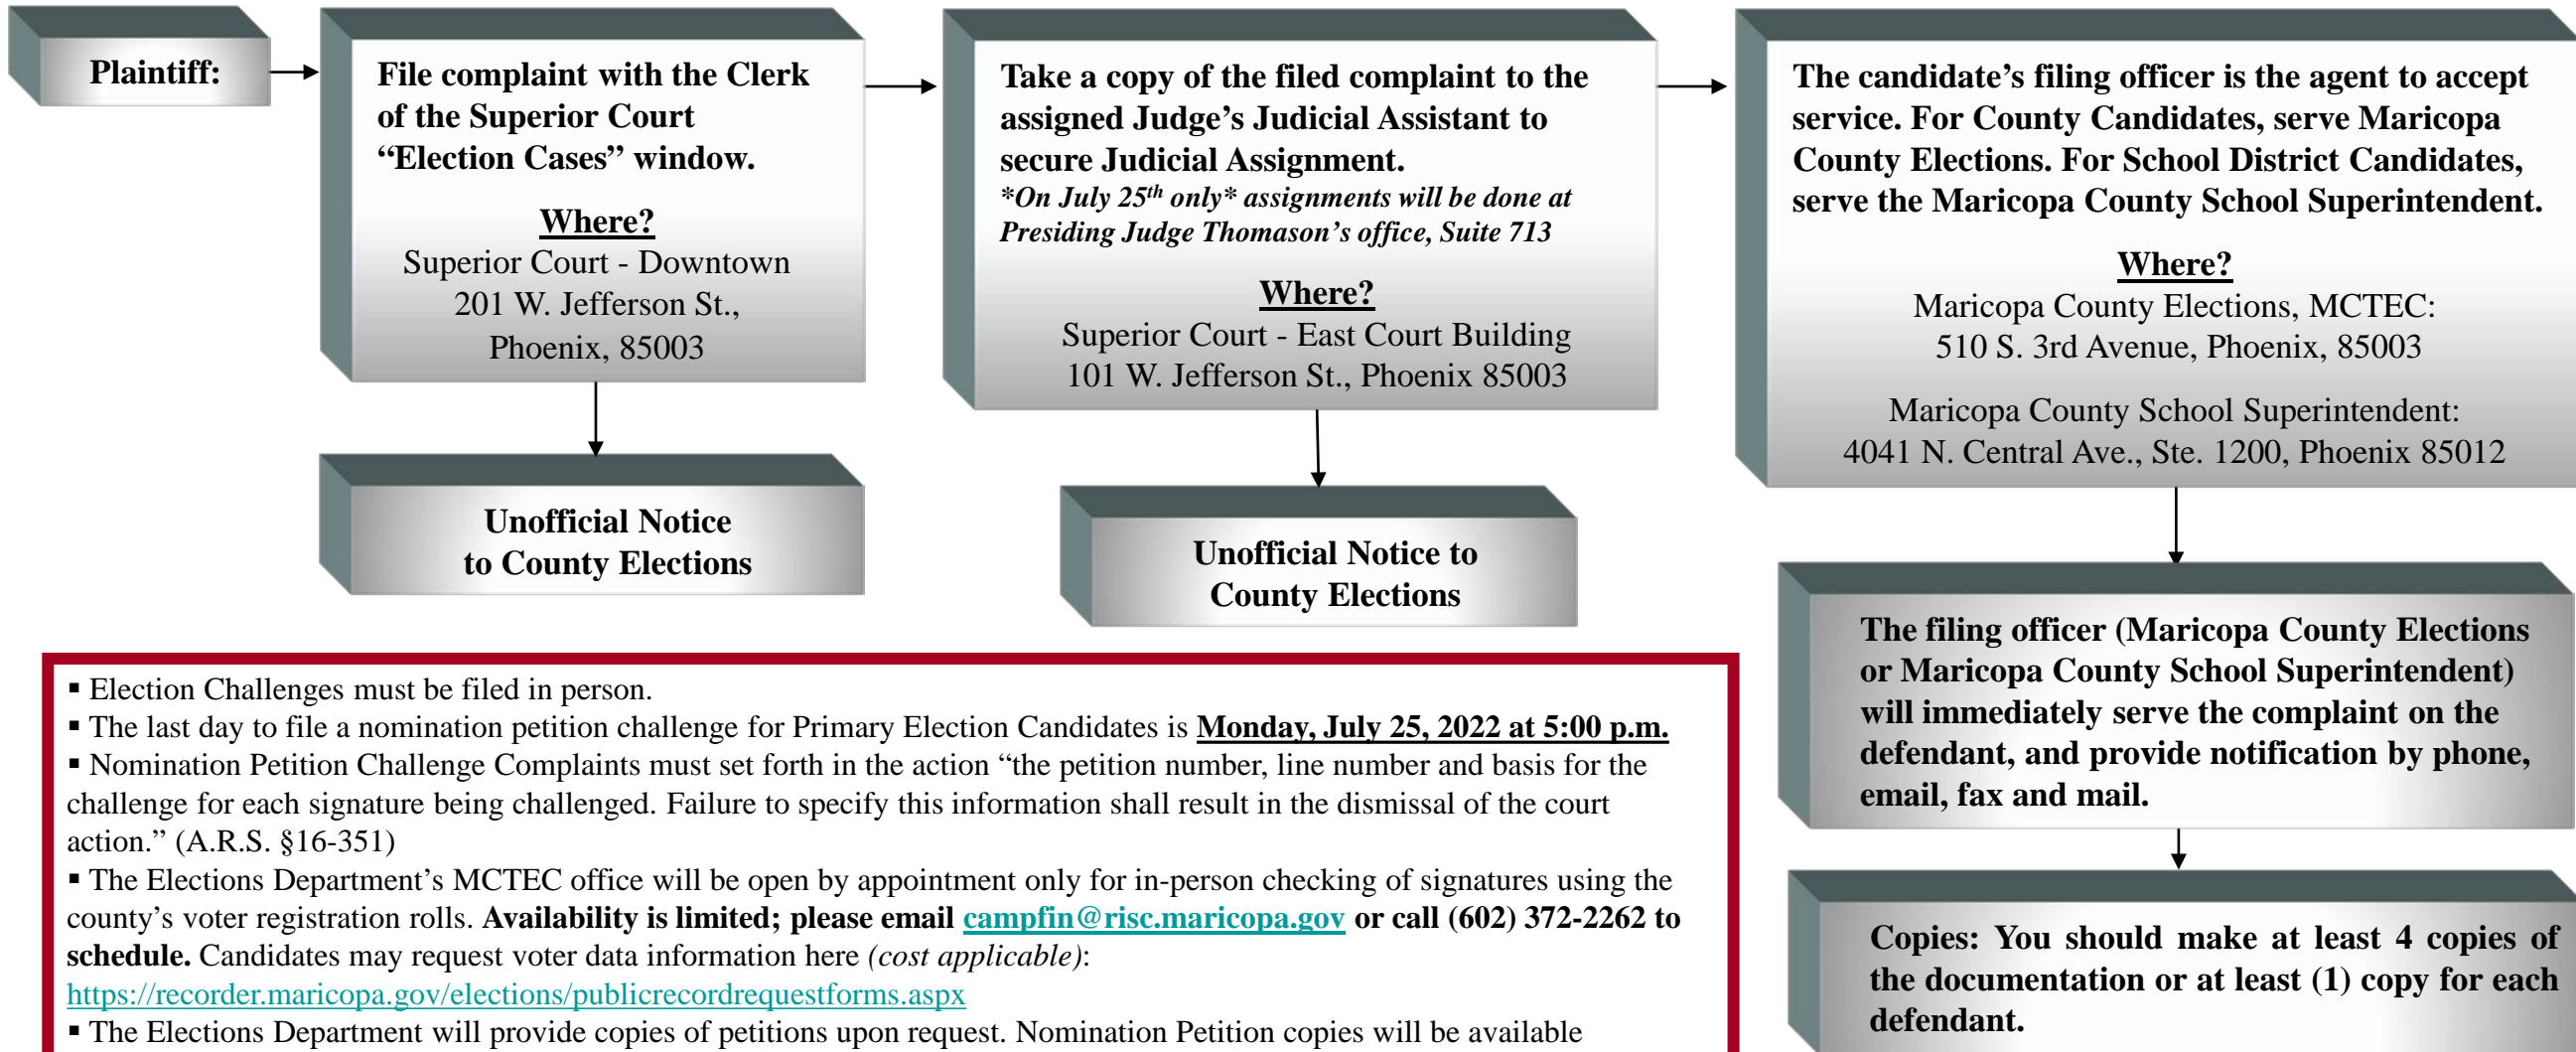 Plaintiff:
File complaint with the Clerk
of the Superior Court
“Election Cases” window.
Where?
Superior Court - Downtown
201 W. Jefferson St.,
Phoenix, 85003
Unofficial Notice
to County Elections
Take a copy of the filed complaint to the
assigned Judge’s Judicial Assistant to
secure Judicial Assignment.
*On July 25th only* assignments will be done at
Presiding Judge Thomason’s office, Suite 713
Where?
Superior Court - East Court Building
101 W. Jefferson St., Phoenix 85003
Unofficial Notice to
County Elections
The candidate’s filing officer is the agent to accept
service. For County Candidates, serve Maricopa
County Elections. For School District Candidates,
serve the Maricopa County School Superintendent.
Where?
Maricopa County Elections, MCTEC:
510 S. 3rd Avenue, Phoenix, 85003
Maricopa County School Superintendent:
4041 N. Central Ave., Ste. 1200, Phoenix 85012
The filing officer (Maricopa County Elections
or Maricopa County School Superintendent)
will immediately serve the complaint on the
defendant, and provide notification by phone,
email, fax and mail.
Copies: You should make at least 4 copies of
the documentation or at least (1) copy for each
defendant.
▪ Election Challenges must be filed in person.
▪ The last day to file a nomination petition challenge for Primary Election Candidates is Monday, July 25, 2022 at 5:00 p.m.
▪ Nomination Petition Challenge Complaints must set forth in the action “the petition number, line number and basis for the
challenge for each signature being challenged. Failure to specify this information shall result in the dismissal of the court
action.” (A.R.S. §16-351)
▪ The Elections Department’s MCTEC office will be open by appointment only for in-person checking of signatures using the
county’s voter registration rolls. Availability is limited; please email campfin@risc.maricopa.gov or call (602) 372-2262 to
schedule. Candidates may request voter data information here (cost applicable):
https://recorder.maricopa.gov/elections/publicrecordrequestforms.aspx
▪ The Elections Department will provide copies of petitions upon request. Nomination Petition copies will be available